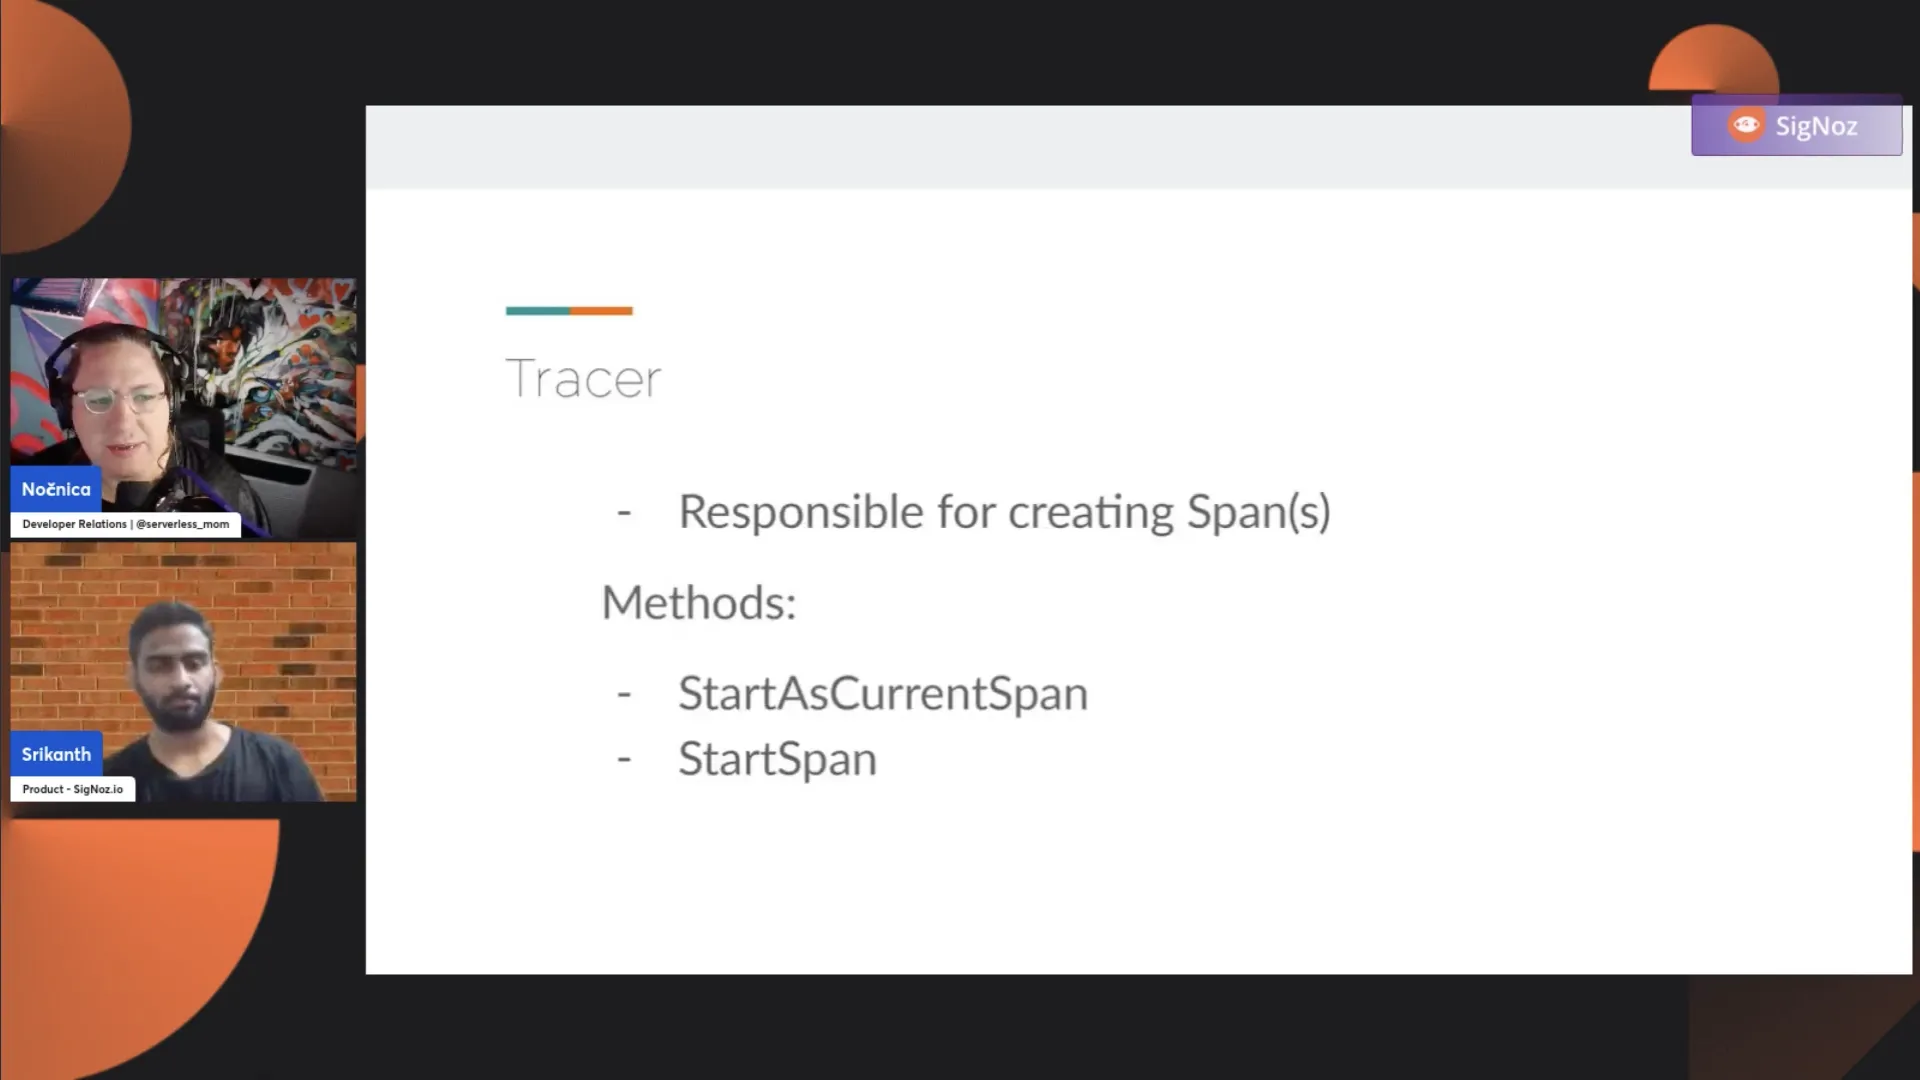 SigNoz
Tracer
- Responsible for creating Span(s)
Methods:
- StartAsCurrentSpan
- StartSpan
Nočnica
Developer Relations | @serverless_mom
Srikanth
Product - SigNoz.io